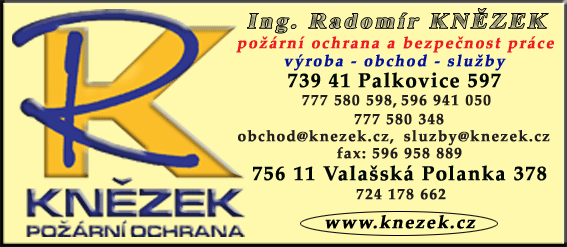 RK
KNĚZEK
POŽÁRNÍ OCHRANA
Ing. Radomír KNĚZEK
požární ochrana a bezpečnost práce
výroba - obchod - služby
739 41 Palkovice 597
777 580 598, 596 941 050
777 580 348
obchod@knezek.cz, sluzby@knezek.cz
fax: 596 958 889
756 11 Valašská Polanka 378
724 178 662
www.knezek.cz